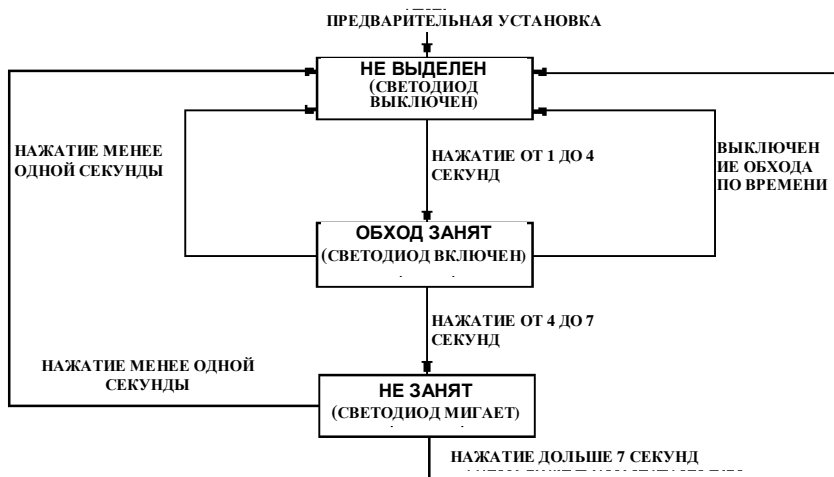 ПРЕДВАРИТЕЛЬНАЯ УСТАНОВКА
НЕ ВЫДЕЛЕН
(СВЕТОДИОД
ВЫКЛЮЧЕН)
НАЖАТИЕ МЕНЕЕ
ОДНОЙ СЕКУНДЫ
НАЖАТИЕ ОТ 1 ДО 4
СЕКУНД
ВЫКЛЮЧЕН
ИЕ ОБХОДА
ПО ВРЕМЕНИ
ОБХОД ЗАНЯТ
(СВЕТОДИОД ВКЛЮЧЕН)
НАЖАТИЕ ОТ 4 ДО 7
СЕКУНД
НАЖАТИЕ МЕНЕЕ ОДНОЙ
СЕКУНДЫ
НЕ ЗАНЯТ
(СВЕТОДИОД МИГАЕТ)
НАЖАТИЕ ДОЛЬШЕ 7 СЕКУНД